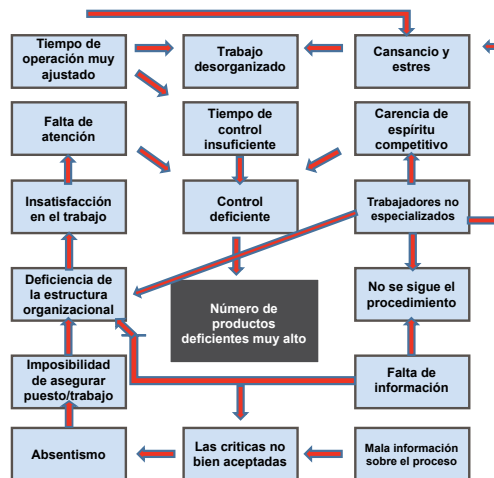 Tiempo de
operación muy
ajustado
Trabajo
desorganizado
Cansancio y
estres
Falta de
atención
Tiempo de
control
insuficiente
Carencia de
espíritu
competitivo
Insatisfacción
en el trabajo
Control
deficiente
Trabajadores no
especializados
Deficiencia de
la estructura
organizacional
Número de
productos
deficientes muy alto
No se sigue el
procedimiento
Imposibilidad
de asegurar
puesto/trabajo
Falta de
información
Absentismo
Las criticas no
bien aceptadas
Mala información
sobre el proceso